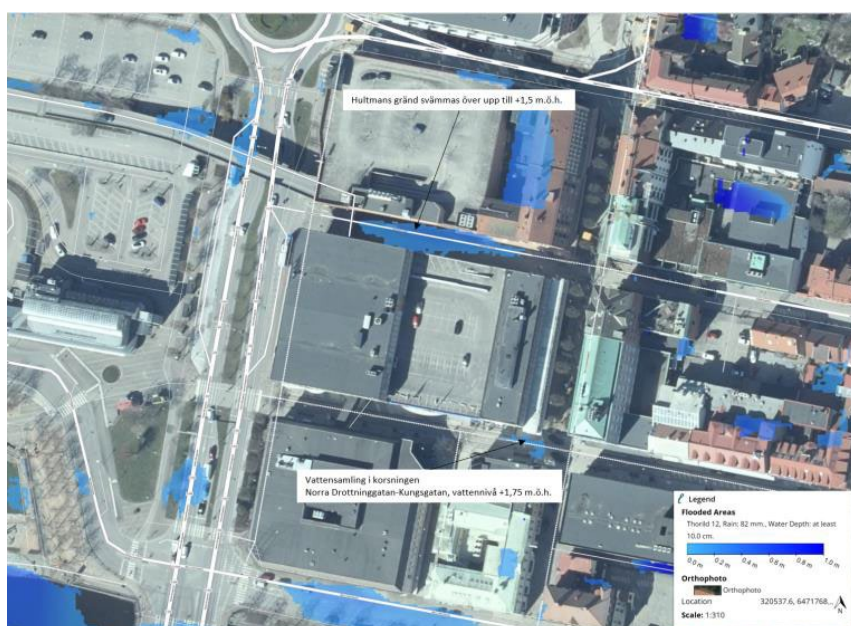 Hultmans gränd svämmas över upp till +1,5 m.ö.h.
Vattensamling i korsningen
Norra Drottninggatan-Kungsgatan, vattennivå +1,75 m.ö.h.
Legend
Flooded Areas
Thorild 12, Rain: 82 mm., Water Depth: at least
10.0 cm.
0.0 m 0.2 m 0.4 m 0.6 m 0.8 m 1.0 m
Orthophoto
Orthophoto
Location 320537.6, 6471768...
Scale: 1:310
N